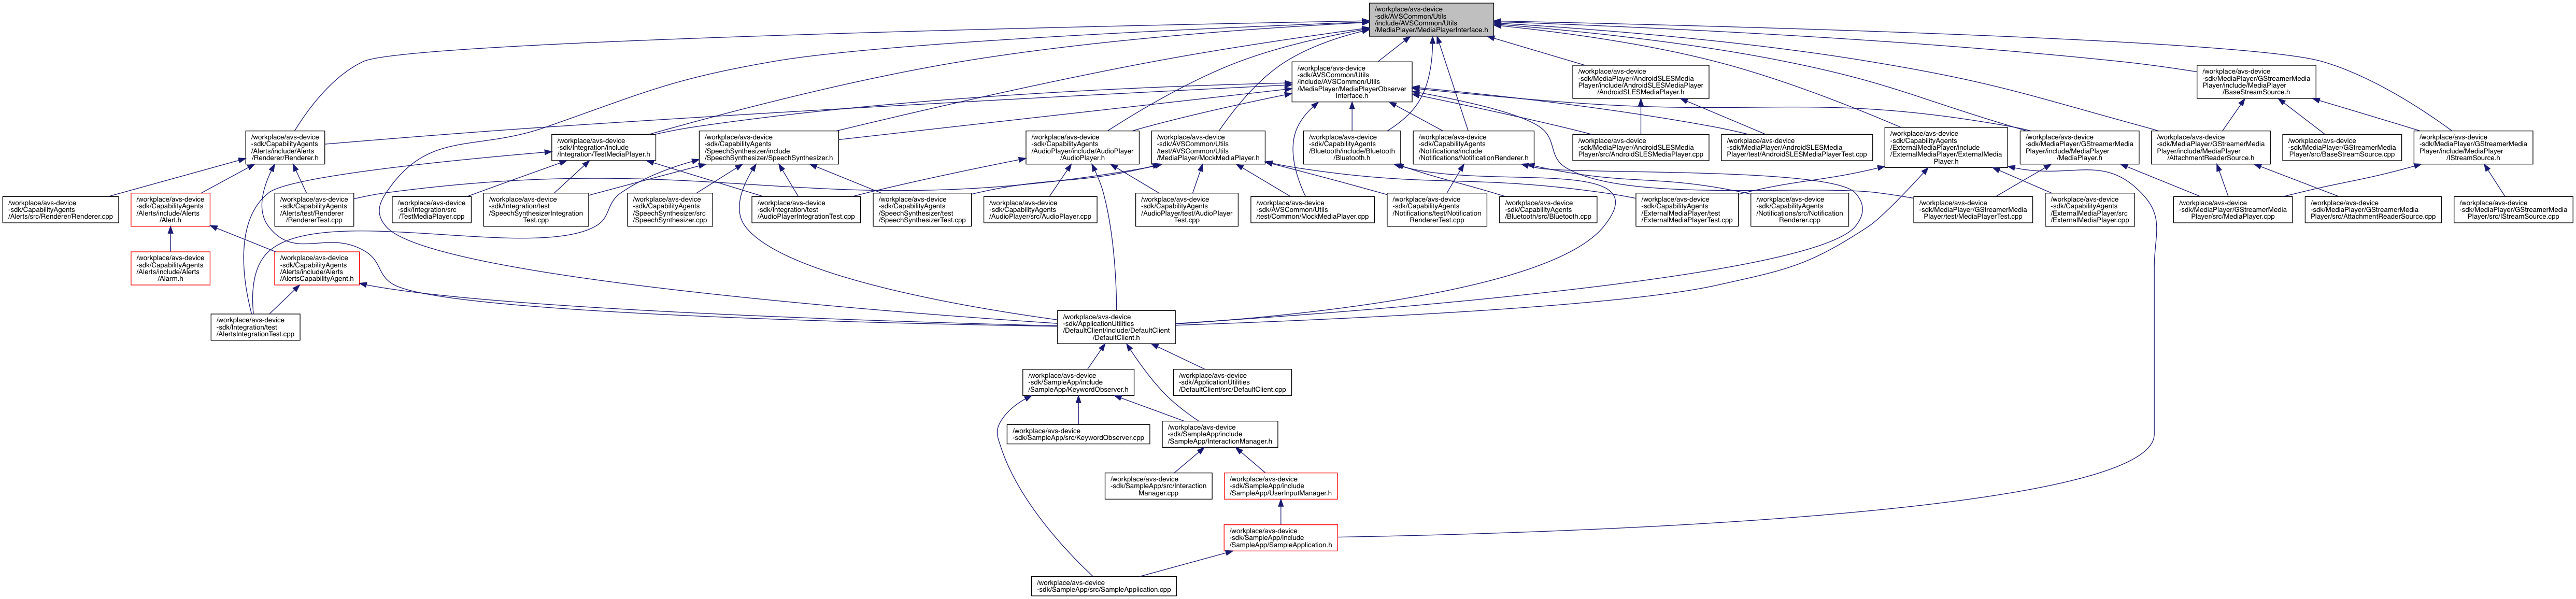 /workplace/avs-device
-sdk/AVSCommon/Utils
/include/AVSCommon/Utils
/MediaPlayer/MediaPlayerInterface.h
/workplace/avs-device
-sdk/AVSCommon/Utils
/include/AVSCommon/Utils
/MediaPlayer/MediaPlayerObserver
Interface.h
/workplace/avs-device
-sdk/MediaPlayer/AndroidSLESMedia
Player/include/AndroidSLESMediaPlayer
/AndroidSLESMediaPlayer.h
/workplace/avs-device
-sdk/MediaPlayer/GStreamerMedia
Player/include/MediaPlayer
/BaseStreamSource.h
/workplace/avs-device
-sdk/CapabilityAgents
/Alerts/include/Alerts
/Renderer/Renderer.h
/workplace/avs-device
-sdk/Integration/include
/Integration/TestMediaPlayer.h
/workplace/avs-device
-sdk/CapabilityAgents
/SpeechSynthesizer/include
/SpeechSynthesizer/SpeechSynthesizer.h
/workplace/avs-device
-sdk/CapabilityAgents
/AudioPlayer/include/AudioPlayer
/AudioPlayer.h
/workplace/avs-device
-sdk/AVSCommon/Utils
/test/AVSCommon/Utils
/MediaPlayer/MockMediaPlayer.h
/workplace/avs-device
-sdk/CapabilityAgents
/Bluetooth/include/Bluetooth
/Bluetooth.h
/workplace/avs-device
-sdk/CapabilityAgents
/Notifications/include
/Notifications/NotificationRenderer.h
/workplace/avs-device
-sdk/MediaPlayer/AndroidSLESMedia
Player/src/AndroidSLESMediaPlayer.cpp
/workplace/avs-device
-sdk/MediaPlayer/AndroidSLESMedia
Player/test/AndroidSLESMediaPlayerTest.cpp
/workplace/avs-device
-sdk/CapabilityAgents
/ExternalMediaPlayer/include
/ExternalMediaPlayer/ExternalMedia
Player.h
/workplace/avs-device
-sdk/MediaPlayer/GStreamerMedia
Player/include/MediaPlayer
/MediaPlayer.h
/workplace/avs-device
-sdk/MediaPlayer/GStreamerMedia
Player/include/MediaPlayer
/AttachmentReaderSource.h
/workplace/avs-device
-sdk/MediaPlayer/GStreamerMedia
Player/src/BaseStreamSource.cpp
/workplace/avs-device
-sdk/MediaPlayer/GStreamerMedia
Player/include/MediaPlayer
/IStreamSource.h
/workplace/avs-device
-sdk/CapabilityAgents
/Alerts/src/Renderer/Renderer.cpp
/workplace/avs-device
-sdk/CapabilityAgents
/Alerts/include/Alerts
/Alert.h
/workplace/avs-device
-sdk/CapabilityAgents
/Alerts/test/Renderer
/RendererTest.cpp
/workplace/avs-device
-sdk/Integration/src
/TestMediaPlayer.cpp
/workplace/avs-device
-sdk/Integration/test
/SpeechSynthesizerIntegration
Test.cpp
/workplace/avs-device
-sdk/CapabilityAgents
/SpeechSynthesizer/src
/SpeechSynthesizer.cpp
/workplace/avs-device
-sdk/Integration/test
/AudioPlayerIntegrationTest.cpp
/workplace/avs-device
-sdk/CapabilityAgents
/SpeechSynthesizer/test
/SpeechSynthesizerTest.cpp
/workplace/avs-device
-sdk/CapabilityAgents
/AudioPlayer/src/AudioPlayer.cpp
/workplace/avs-device
-sdk/CapabilityAgents
/AudioPlayer/test/AudioPlayer
Test.cpp
/workplace/avs-device
-sdk/AVSCommon/Utils
/test/Common/MockMediaPlayer.cpp
/workplace/avs-device
-sdk/CapabilityAgents
/Notifications/test/Notification
RendererTest.cpp
/workplace/avs-device
-sdk/CapabilityAgents
/Bluetooth/src/Bluetooth.cpp
/workplace/avs-device
-sdk/CapabilityAgents
/ExternalMediaPlayer/test
/ExternalMediaPlayerTest.cpp
/workplace/avs-device
-sdk/CapabilityAgents
/Notifications/src/Notification
Renderer.cpp
/workplace/avs-device
-sdk/MediaPlayer/GStreamerMedia
Player/test/MediaPlayerTest.cpp
/workplace/avs-device
-sdk/CapabilityAgents
/ExternalMediaPlayer/src
/ExternalMediaPlayer.cpp
/workplace/avs-device
-sdk/MediaPlayer/GStreamerMedia
Player/src/MediaPlayer.cpp
/workplace/avs-device
-sdk/MediaPlayer/GStreamerMedia
Player/src/AttachmentReaderSource.cpp
/workplace/avs-device
-sdk/MediaPlayer/GStreamerMedia
Player/src/IStreamSource.cpp
/workplace/avs-device
-sdk/CapabilityAgents
/Alerts/include/Alerts
/Alarm.h
/workplace/avs-device
-sdk/CapabilityAgents
/Alerts/include/Alerts
/AlertsCapabilityAgent.h
/workplace/avs-device
-sdk/Integration/test
/AlertsIntegrationTest.cpp
/workplace/avs-device
-sdk/ApplicationUtilities
/DefaultClient/include/DefaultClient
/DefaultClient.h
/workplace/avs-device
-sdk/SampleApp/include
/SampleApp/KeywordObserver.h
/workplace/avs-device
-sdk/ApplicationUtilities
/DefaultClient/src/DefaultClient.cpp
/workplace/avs-device
-sdk/SampleApp/src/KeywordObserver.cpp
/workplace/avs-device
-sdk/SampleApp/include
/SampleApp/InteractionManager.h
/workplace/avs-device
-sdk/SampleApp/src/Interaction
Manager.cpp
/workplace/avs-device
-sdk/SampleApp/include
/SampleApp/UserInputManager.h
/workplace/avs-device
-sdk/SampleApp/include
/SampleApp/SampleApplication.h
/workplace/avs-device
-sdk/SampleApp/src/SampleApplication.cpp